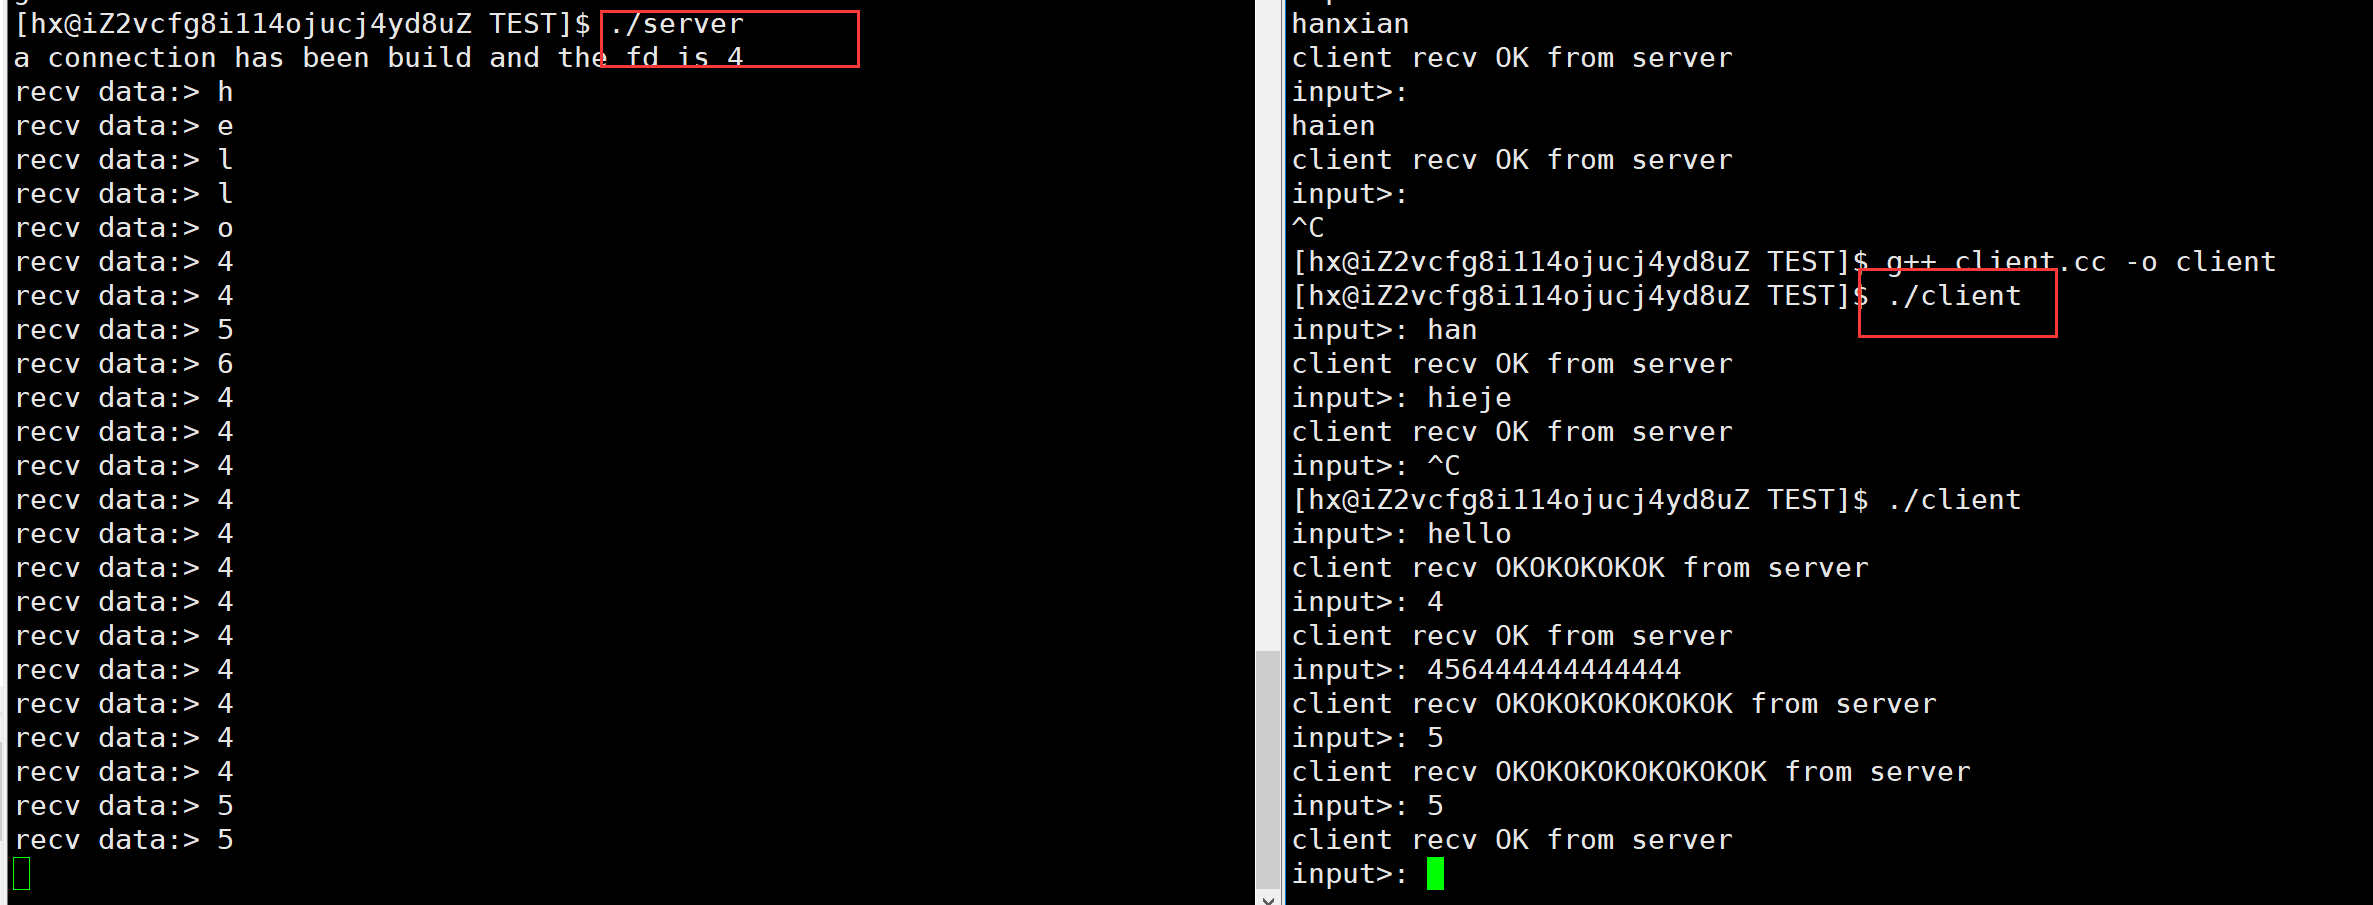 [hx@iZ2vcfg8i114ojucj4yd8uZ TEST]$ ./server
a connection has been build and the fd is 4
recv data:> h
recv data:> e
recv data:> l
recv data:> l
recv data:> o
recv data:> 4
recv data:> 4
recv data:> 5
recv data:> 6
recv data:> 4
recv data:> 4
recv data:> 4
recv data:> 4
recv data:> 4
recv data:> 4
recv data:> 4
recv data:> 4
recv data:> 4
recv data:> 4
recv data:> 4
recv data:> 4
recv data:> 5
recv data:> 5
hanxian
client recv OK from server
input>:
haien
client recv OK from server
input>:
^C
[hx@iZ2vcfg8i114ojucj4yd8uZ TEST]$ g++ client.cc -o client
[hx@iZ2vcfg8i114ojucj4yd8uZ TEST]$ ./client
input>: han
client recv OK from server
input>: hieje
client recv OK from server
input>: ^C
[hx@iZ2vcfg8i114ojucj4yd8uZ TEST]$ ./client
input>: hello
client recv OKOKOKOKOK from server
input>: 4
client recv OK from server
input>: 456444444444444
client recv OKOKOKOKOKOKOK from server
input>: 5
client recv OKOKOKOKOKOKOKOK from server
input>: 5
client recv OK from server
input>: